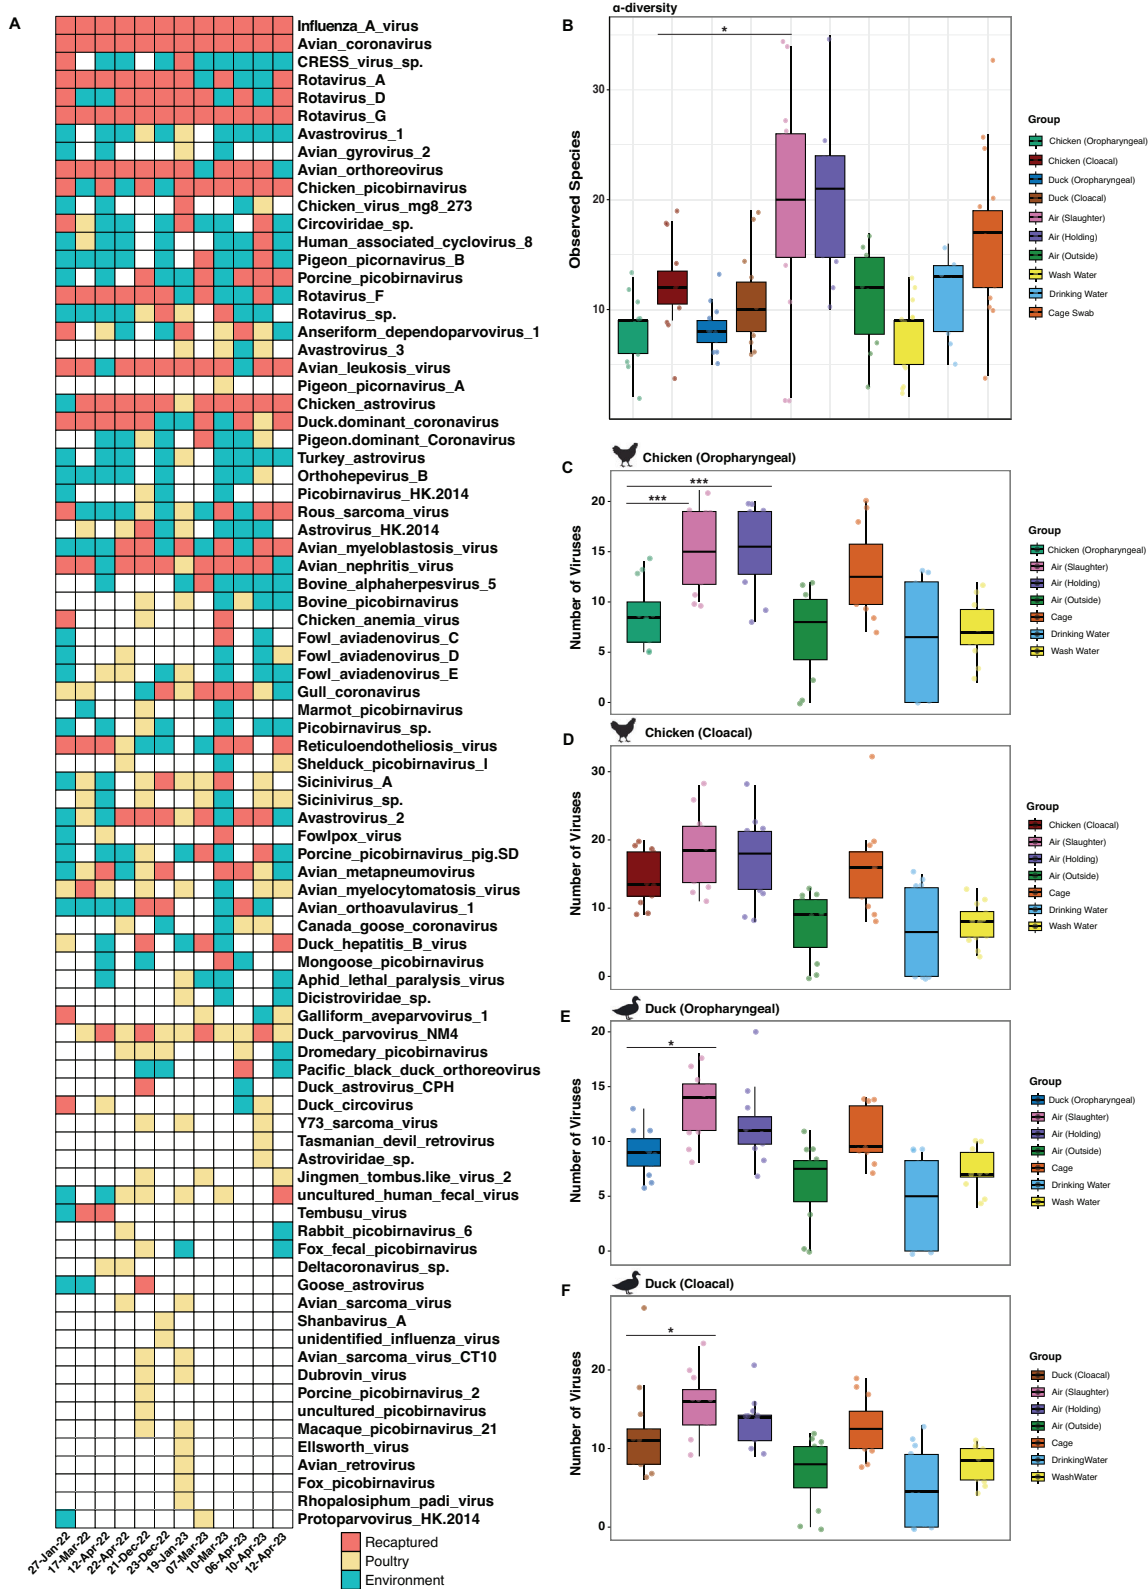 A
Influenza_A_virus
Avian_coronavirus
CRESS_virus_sp.
Rotavirus_A
Rotavirus_D
Rotavirus_G
Avastrovirus_1
Avian_gyrovirus_2
Avian_orthoreovirus
Chicken_picobirnavirus
Chicken_virus_mg8_273
Circoviridae_sp.
Human_associated_cyclovirus_8
Pigeon_picornavirus_B
Porcine_picobirnavirus
Rotavirus_F
Rotavirus_sp.
Anseriform_dependoparvovirus_1
Avastrovirus_3
Avian_leukosis_virus
Pigeon_picornavirus_A
Chicken_astrovirus
Duck.dominant_coronavirus
Pigeon.dominant_Coronavirus
Turkey_astrovirus
Orthohepevirus_B
Picobirnavirus_HK.2014
Rous_sarcoma_virus
Astrovirus_HK.2014
Avian_myeloblastosis_virus
Avian_nephritis_virus
Bovine_alphaherpesvirus_5
Bovine_picobirnavirus
Chicken_anemia_virus
Fowl_aviadenovirus_C
Fowl_aviadenovirus_D
Fowl_aviadenovirus_E
Gull_coronavirus
Marmot_picobirnavirus
Picobirnavirus_sp.
Reticuloendotheliosis_virus
Shelduck_picobirnavirus_I
Sicinivirus_A
Sicinivirus_sp.
Avastrovirus_2
Fowlpox_virus
Porcine_picobirnavirus_pig.SD
Avian_metapneumovirus
Avian_myelocytomatosis_virus
Avian_orthoavulavirus_1
Canada_goose_coronavirus
Duck_hepatitis_B_virus
Mongoose_picobirnavirus
Aphid_lethal_paralysis_virus
Dicistroviridae_sp.
Galliform_aveparvovirus_1
Duck_parvovirus_NM4
Dromedary_picobirnavirus
Pacific_black_duck_orthoreovirus
Duck_astrovirus_CPH
Duck_circovirus
Y73_sarcoma_virus
Tasmanian_devil_retrovirus
Astroviridae_sp.
Jingmen_tombus.like_virus_2
uncultured_human_fecal_virus
Tembusu_virus
Rabbit_picobirnavirus_6
Fox_fecal_picobirnavirus
Deltacoronavirus_sp.
Goose_astrovirus
Avian_sarcoma_virus
Shanbavirus_A
unidentified_influenza_virus
Avian_sarcoma_virus_CT10
Dubrovin_virus
Porcine_picobirnavirus_2
uncultured_picobirnavirus
Macaque_picobirnavirus_21
Ellsworth_virus
Avian_retrovirus
Fox_picobirnavirus
Rhopalosiphum_padi_virus
Protoparvovirus_HK.2014
27-Jan-22
17-Mar-22
12-Apr-22
22-Apr-22
21-Dec-22
23-Dec-22
19-Jan-23
07-Mar-23
10-Mar-23
06-Apr-23
10-Apr-23
12-Apr-23
Recaptured
Poultry
Environment
B
α-diversity
Observed Species
30
20
10
*
Group
Chicken (Oropharyngeal)
Chicken (Cloacal)
Duck (Oropharyngeal)
Duck (Cloacal)
Air (Slaughter)
Air (Holding)
Air (Outside)
Wash Water
Drinking Water
Cage Swab
C
Chicken (Oropharyngeal)
Number of Viruses
20
15
10
5
0
***
***
Group
Chicken (Oropharyngeal)
Air (Slaughter)
Air (Holding)
Air (Outside)
Cage
Drinking Water
Wash Water
D
Chicken (Cloacal)
Number of Viruses
30
20
10
0
Group
Chicken (Cloacal)
Air (Slaughter)
Air (Holding)
Air (Outside)
Cage
Drinking Water
Wash Water
E
Duck (Oropharyngeal)
Number of Viruses
20
15
10
5
0
*
Group
Duck (Oropharyngeal)
Air (Slaughter)
Air (Holding)
Air (Outside)
Cage
Drinking Water
Wash Water
F
Duck (Cloacal)
Number of Viruses
20
10
0
*
Group
Duck (Cloacal)
Air (Slaughter)
Air (Holding)
Air (Outside)
Cage
DrinkingWater
WashWater